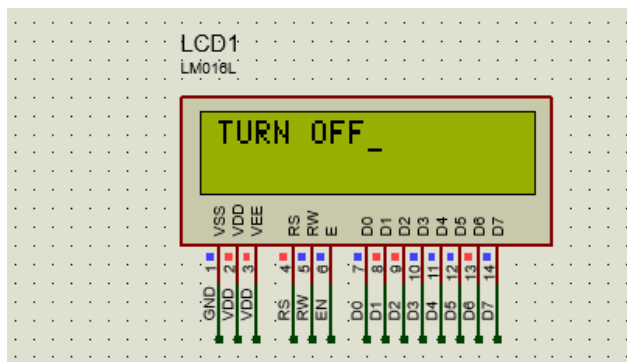 LCD1
LM016L
TURN OFF_
VSS VDD VEE RS RW E D0 D1 D2 D3 D4 D5 D6 D7
1 2 3 4 5 6 7 8 9 10 11 12 13 14
GND VDD VDD RS RW EN D0 D1 D2 D3 D4 D5 D6 D7